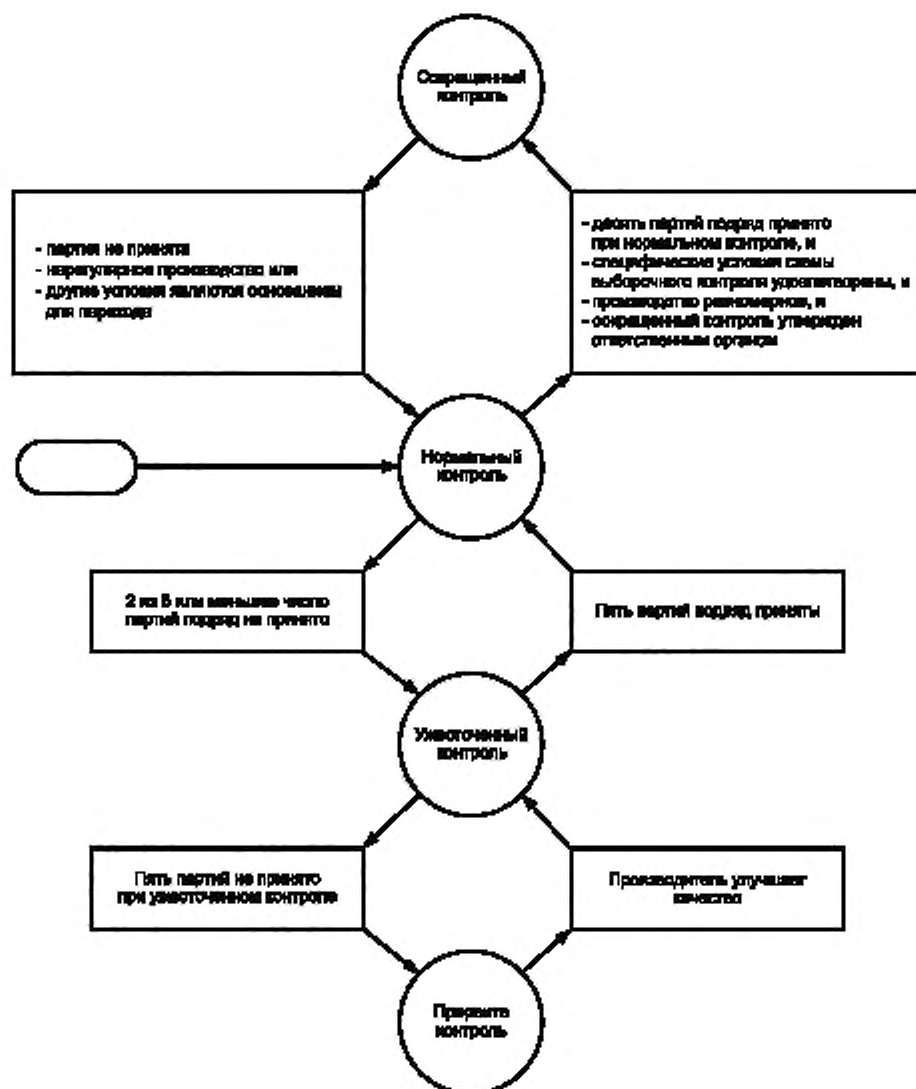 Сокращенный
контроль
- партия не принята
- нерегулярное производство или
- другие условия являются основанием
для перехода
- десять партий подряд принято
при нормальном контроле, и
- специфические условия схемы
выборочного контроля удовлетворены, и
- производство равномерное, и
- сокращенный контроль утвержден
ответственным органом
Нормальный
контроль
2 из 5 или меньшее число
партий подряд не принято
Пять партий подряд приняты
Ужесточенный
контроль
Пять партий не принято
при ужесточенном контроле
Производитель улучшает
качество
Прервите
контроль